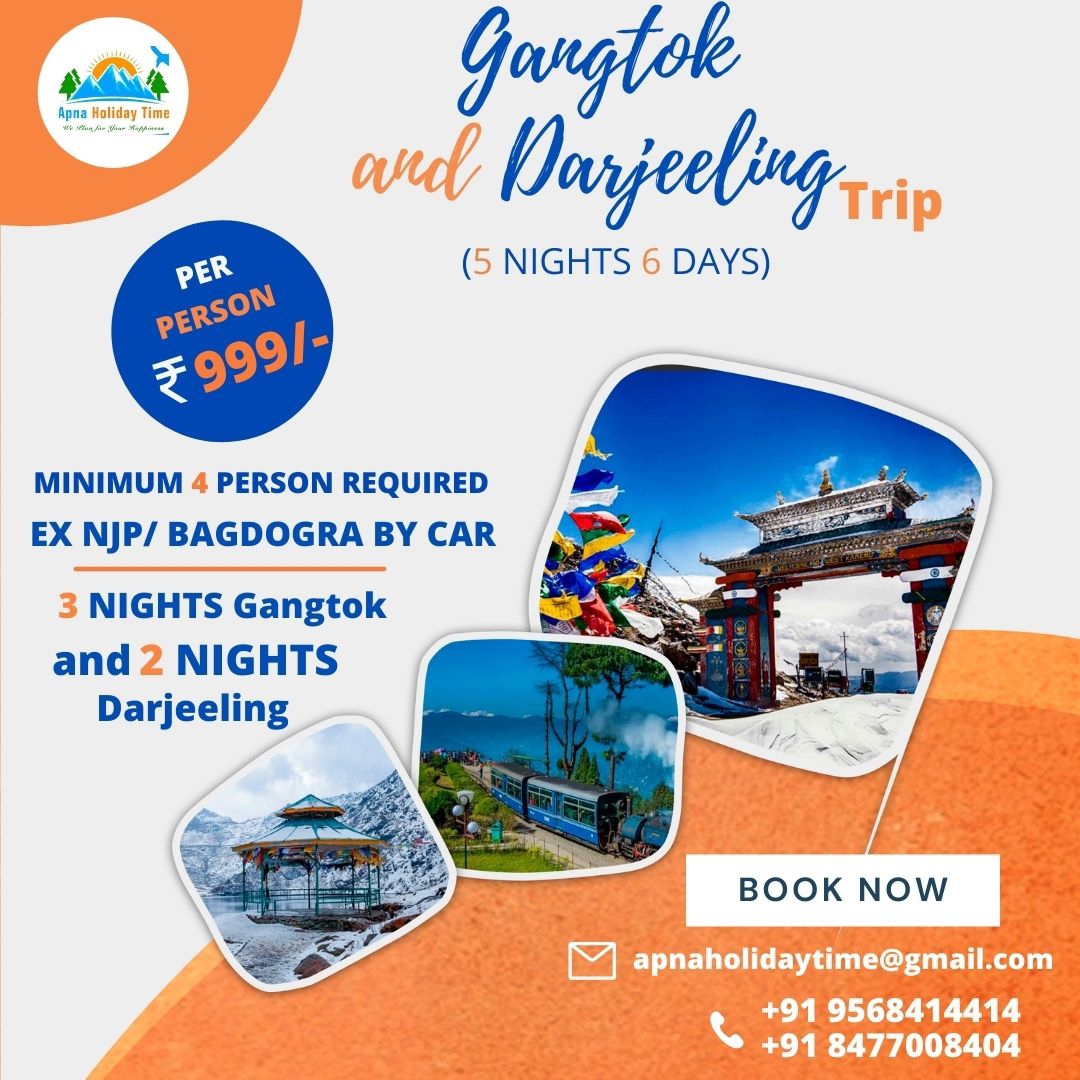 Apna Holiday Time
We Plan for Your Happiness
Gangtok
and Darjeeling Trip
(5 NIGHTS 6 DAYS)
PER
PERSON
₹999/-
MINIMUM 4 PERSON REQUIRED
EX NJP/ BAGDOGRA BY CAR
3 NIGHTS Gangtok
and 2 NIGHTS
Darjeeling
BOOK NOW
apnaholidaytime@gmail.com
+91 9568414414
+91 8477008404